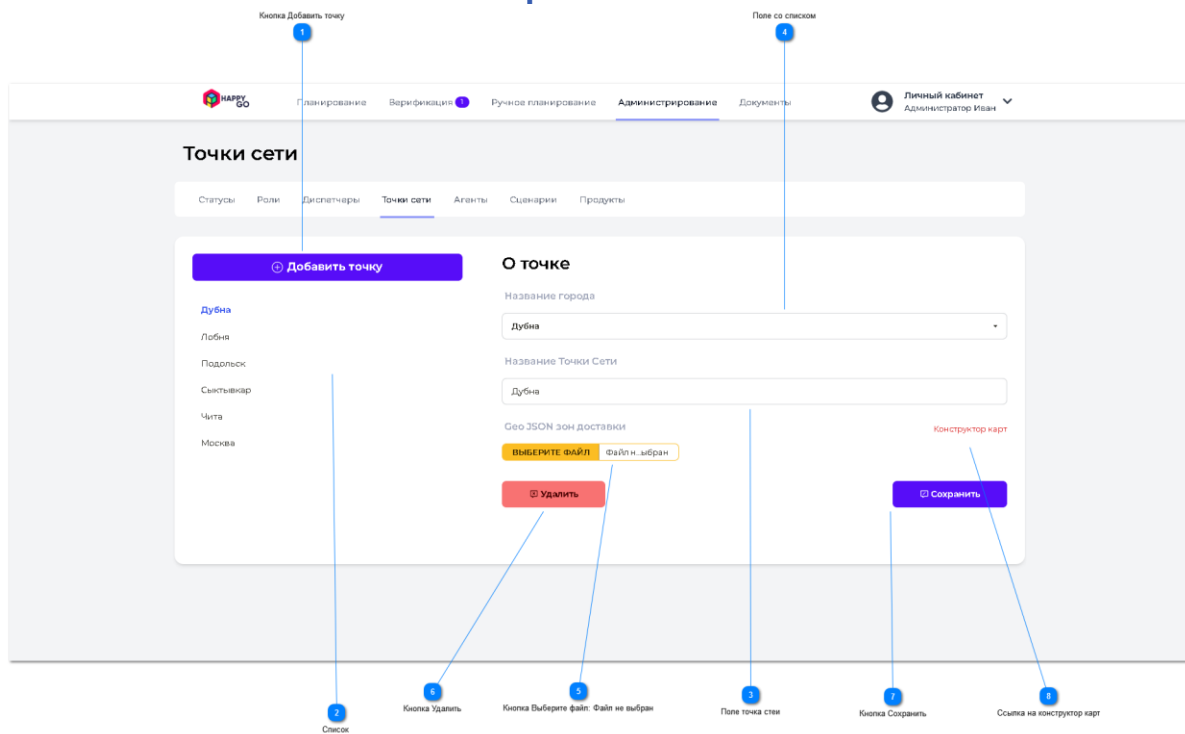 Кнопка Добавить точку
Поле со списком
1
4
HAPPY GO
Планирование
Верификация 1
Ручное планирование
Администрирование
Документы
Личный кабинет
Администратор Иван
Точки сети
Статусы
Роли
Диспетчеры
Точки сети
Агенты
Сценарии
Продукты
Добавить точку
О точке
Название города
Дубна
Дубна
Лобня
Подольск
Сыктывкар
Чита
Москва
Название Точки Сети
Дубна
Geo JSON зон доставки
Конструктор карт
ВЫБЕРИТЕ ФАЙЛ
Файл н...ыбран
Удалить
Сохранить
6
5
3
7
8
2
Кнопка Удалить
Кнопка Выберите файл: Файл не выбран
Поле точка стеи
Кнопка Сохранить
Ссылка на конструктор карт
Список